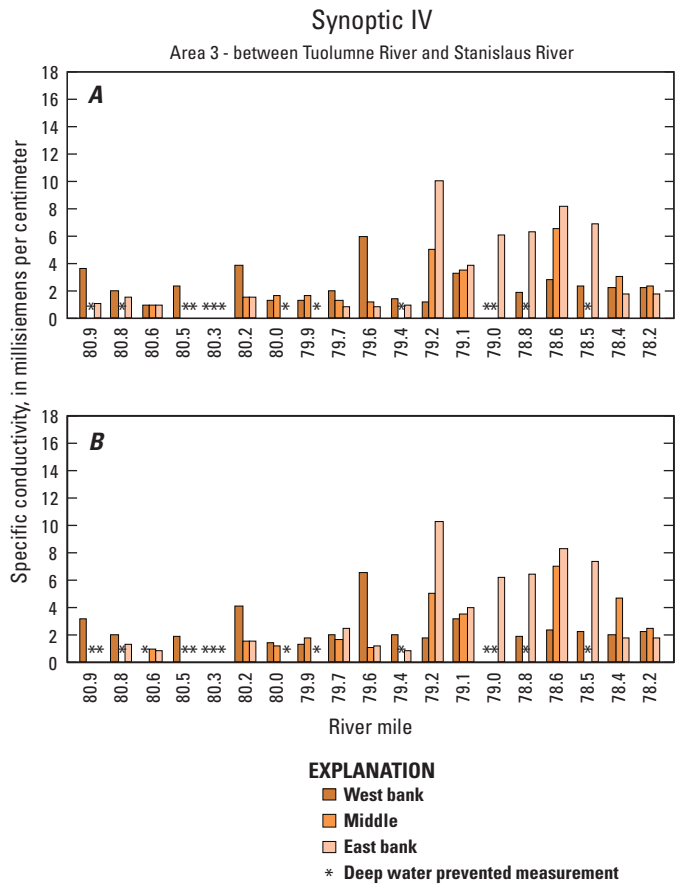 Synoptic IV
Area 3 - between Tuolumne River and Stanislaus River
Specific conductivity, in millisiemens per centimeter
A
18
16
14
12
10
8
6
4
2
0
* * * * * * * * * * * * *
80.9 80.8 80.6 80.5 80.3 80.2 80.0 79.9 79.7 79.6 79.4 79.2 79.1 79.0 78.8 78.6 78.5 78.4 78.2
B
18
16
14
12
10
8
6
4
2
0
* * * * * * * * * * * * * * *
80.9 80.8 80.6 80.5 80.3 80.2 80.0 79.9 79.7 79.6 79.4 79.2 79.1 79.0 78.8 78.6 78.5 78.4 78.2
River mile
EXPLANATION
West bank
Middle
East bank
* Deep water prevented measurement